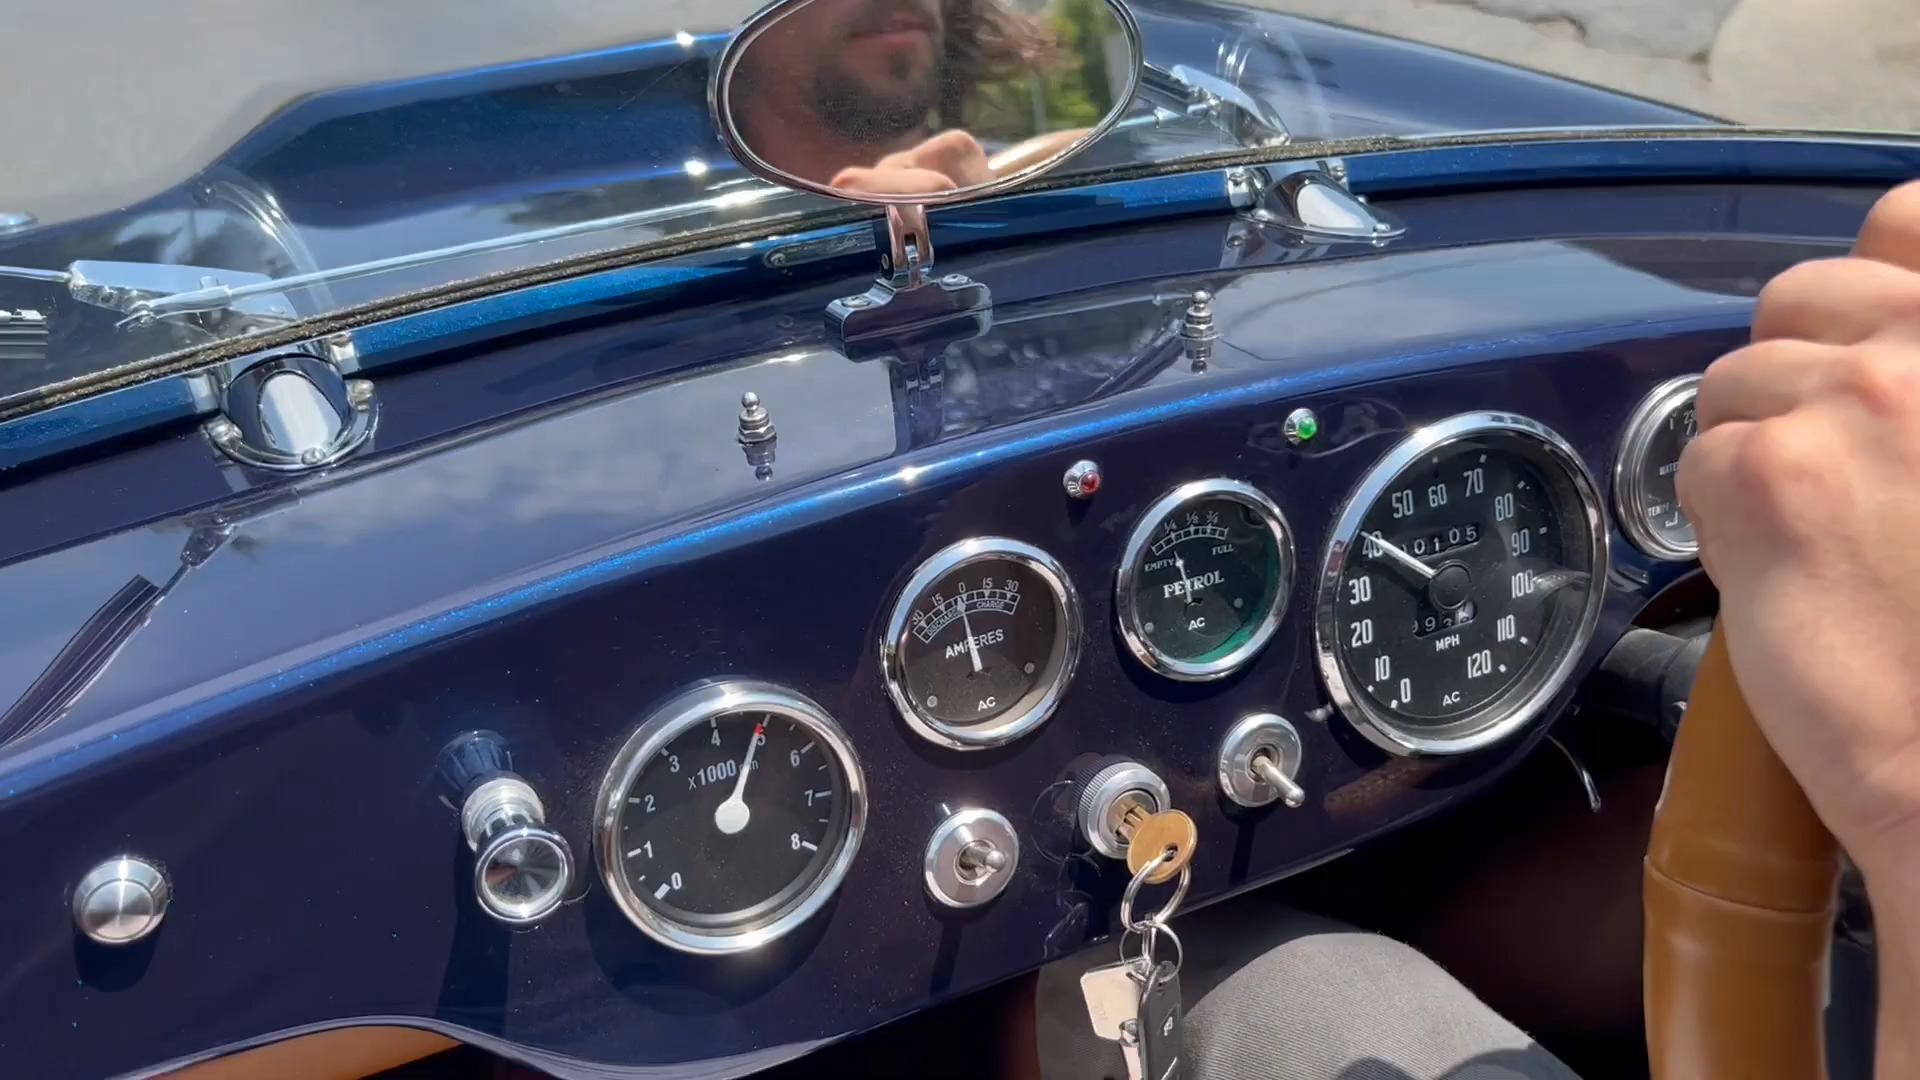 30 15 0 15 30
DISCHARGE CHARGE
AMPERES
AC
1/4 1/2 3/4
EMPTY FULL
PETROL
AC
0 10 20 30 40 50 60 70 80 90 100 110 120
0105
MPH
AC
0 1 2 3 4 5 6 7 8
X1000